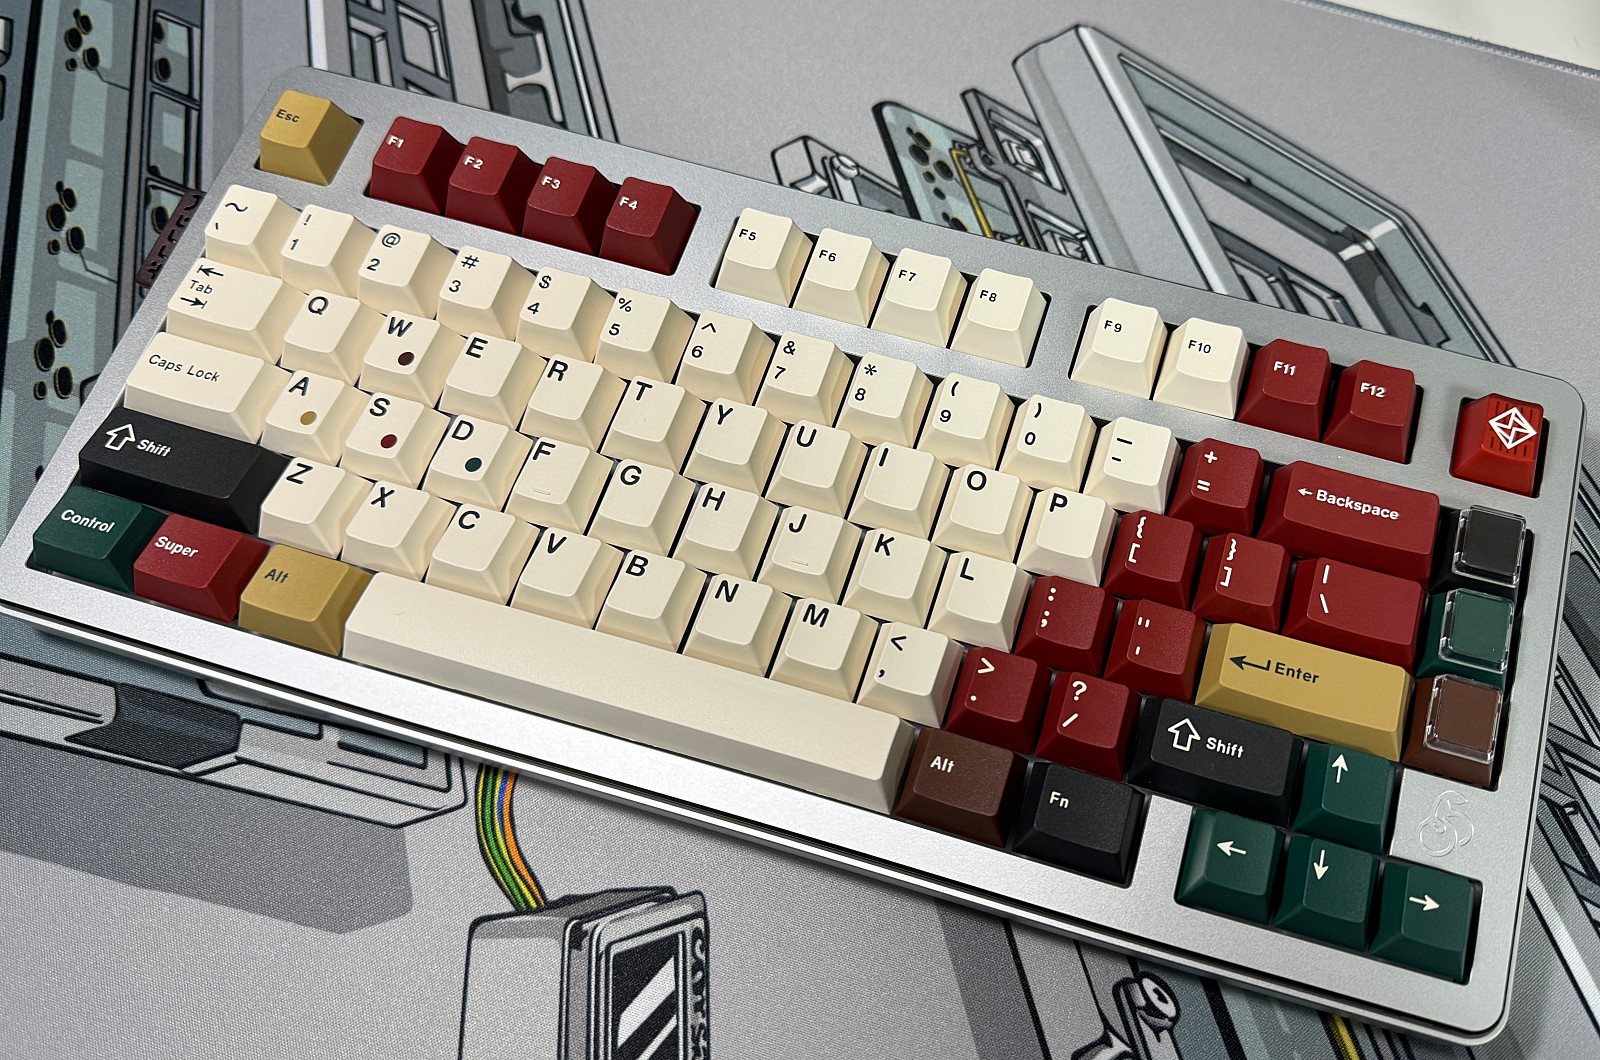 Esc F1 F2 F3 F4 F5 F6 F7 F8 F9 F10 F11 F12
~ ` ! 1 @ 2 # 3 $ 4 % 5 ^ 6 & 7 * 8 ( 9 ) 0 _ - + = ← Backspace
Tab Q W E R T Y U I O P { [ } ] | \
Caps Lock A S D F G H J K L : ; " ' Enter
Shift Z X C V B N M < , > . ? / Shift ↑
Control Super Alt Alt Fn ← ↓ →